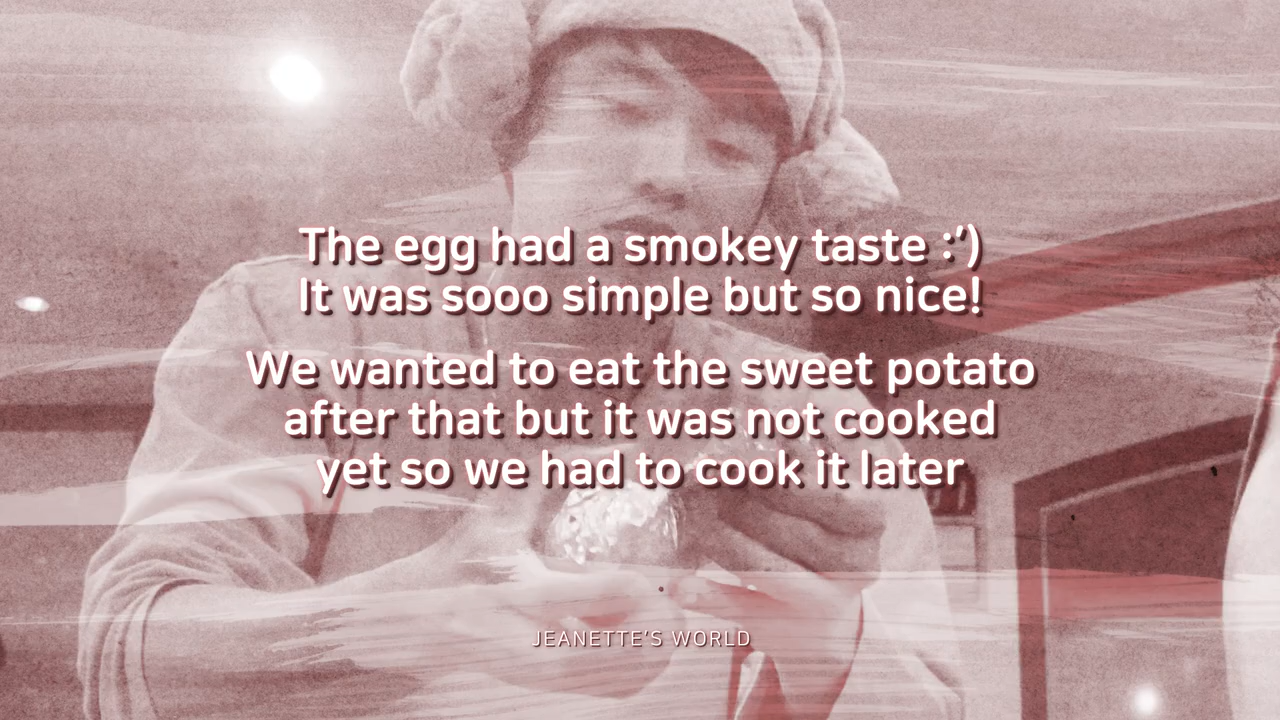 The egg had a smokey taste :')
It was sooo simple but so nice!
We wanted to eat the sweet potato
after that but it was not cooked
yet so we had to cook it later
JEANETTE'S WORLD